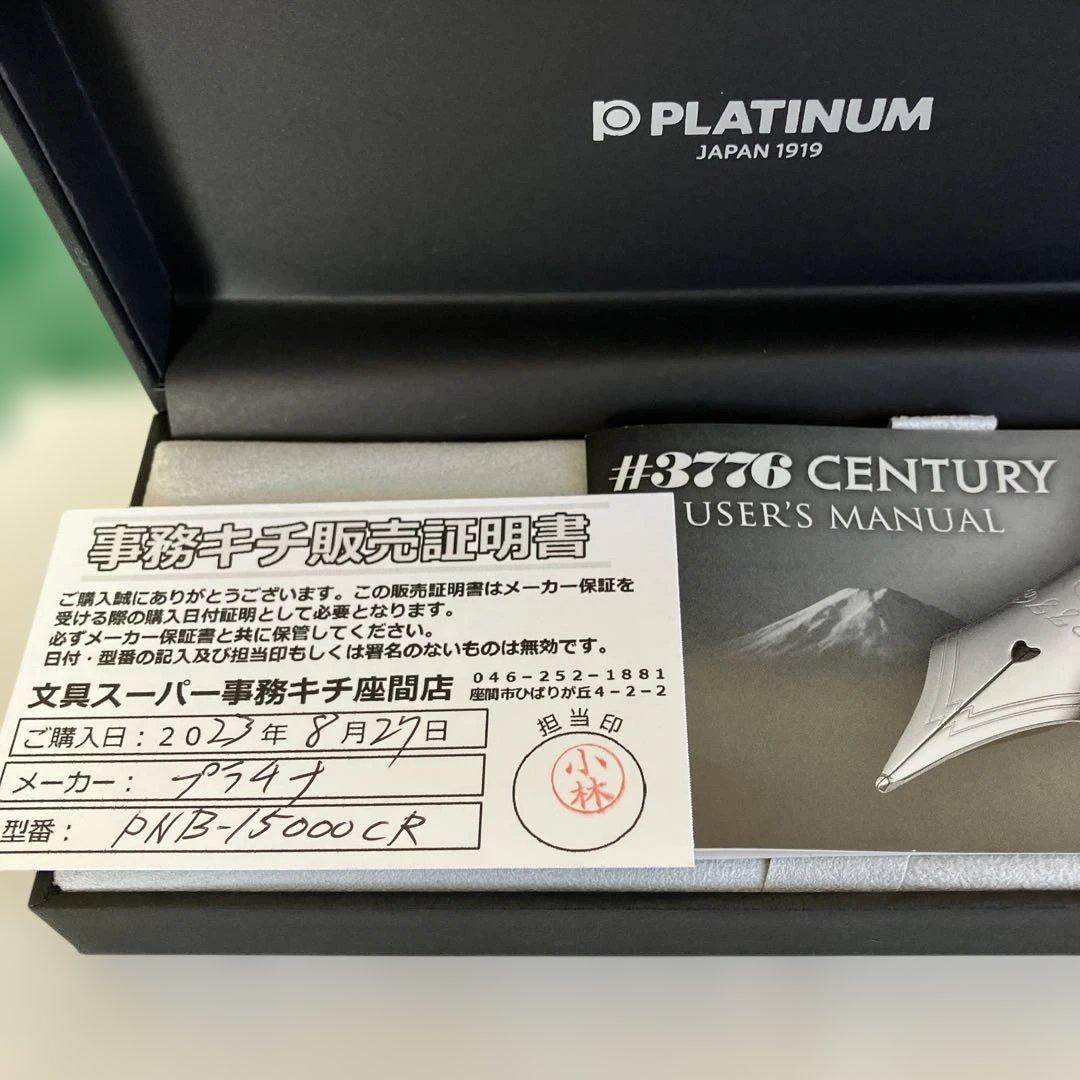 PLATINUM
JAPAN 1919
#3776 CENTURY
USER'S MANUAL
事務キチ販売証明書
ご購入誠にありがとうございます。この販売証明書はメーカー保証を
受ける際の購入日付証明として必要となります。
必ずメーカー保証書と共に保管してください。
日付・型番の記入及び担当印もしくは署名のないものは無効です。
文具スーパー事務キチ座間店
046-252-1881
座間市ひばりが丘4-2-2
ご購入日：2023年8月27日
メーカー：プラチナ
型番：PNB-15000CR
担当印
小林